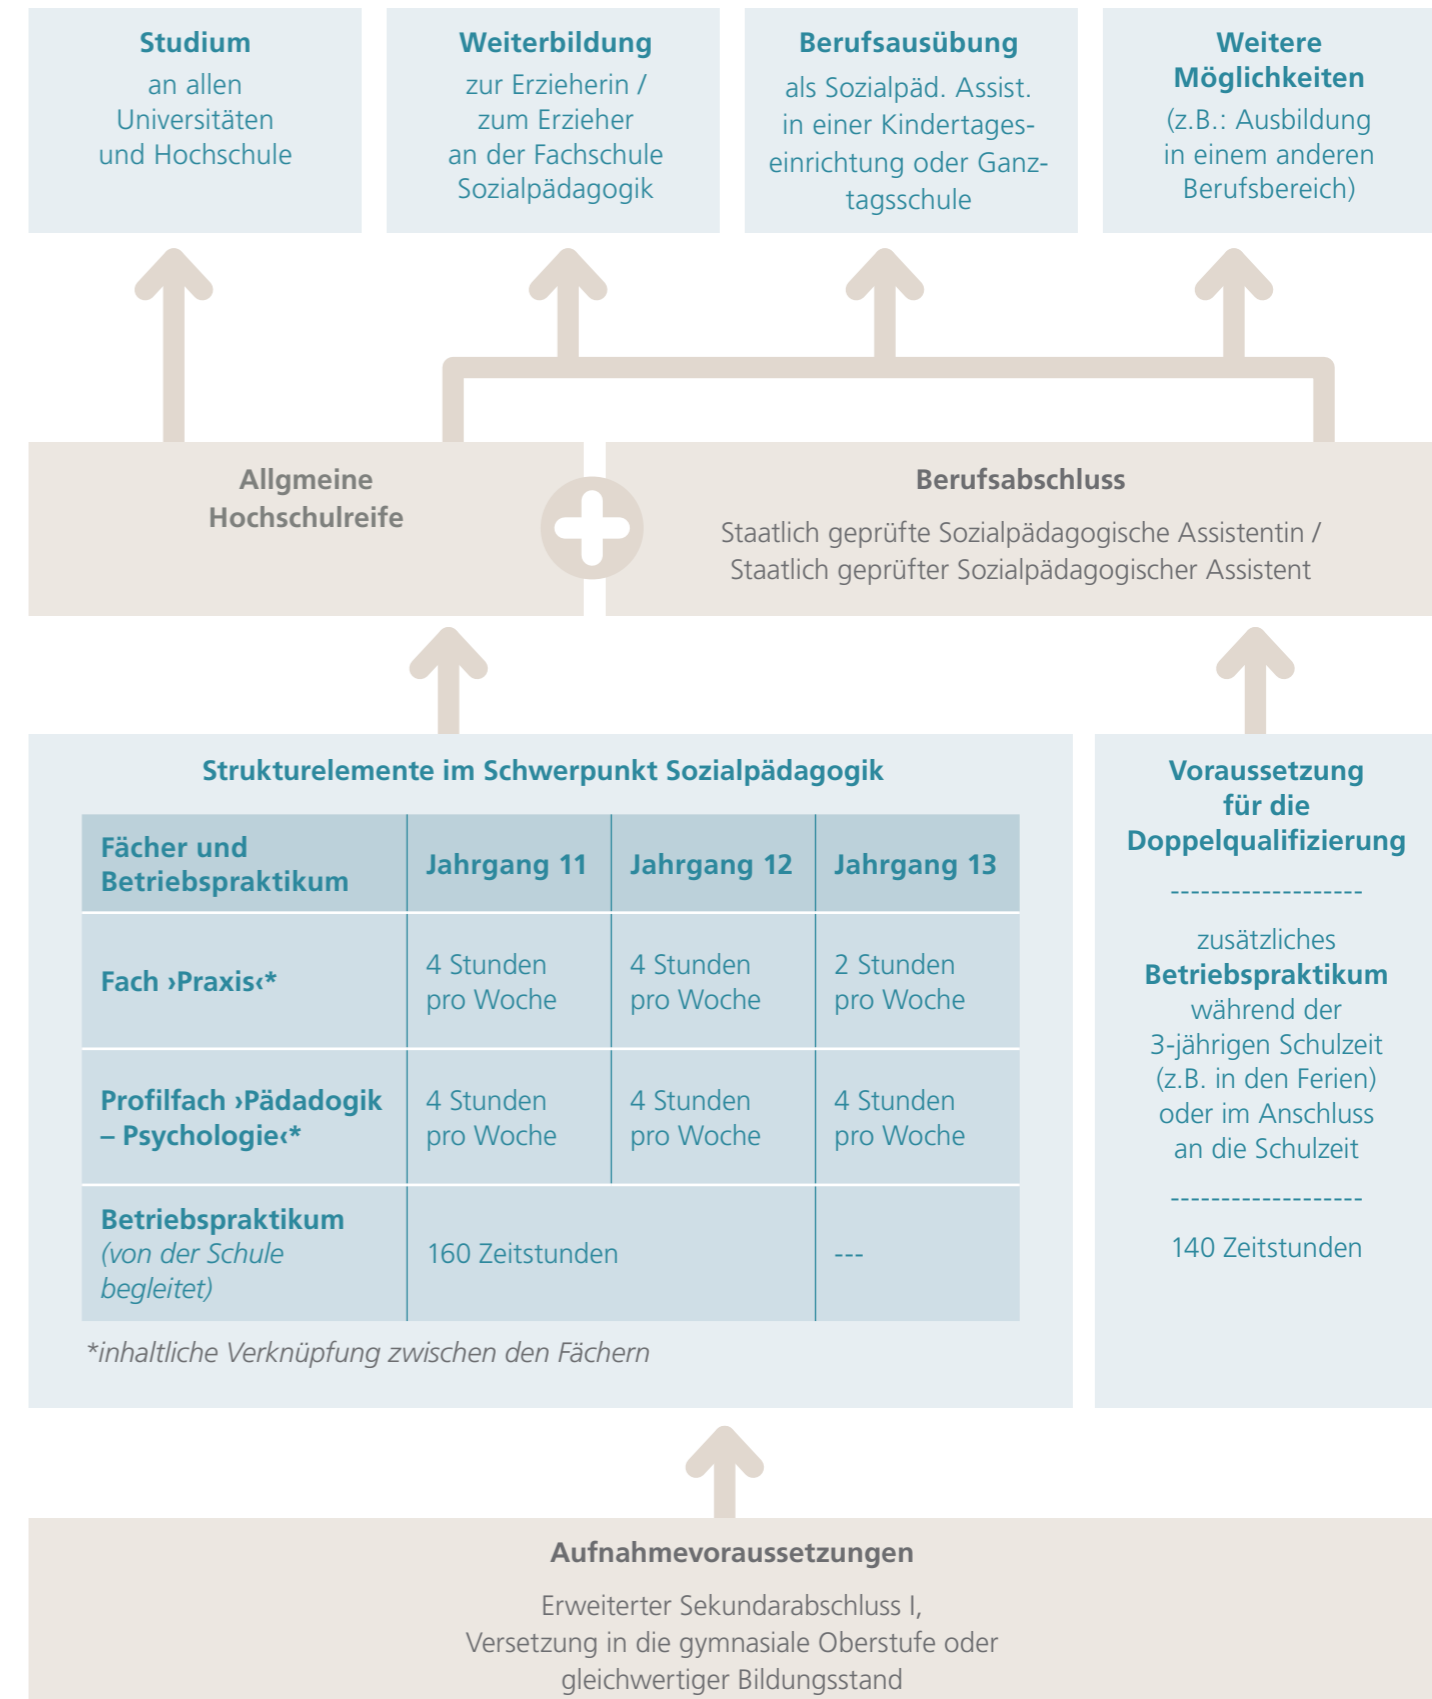 Studium
an allen
Universitäten
und Hochschule
Weiterbildung
zur Erzieherin /
zum Erzieher
an der Fachschule
Sozialpädagogik
Berufsausübung
als Sozialpäd. Assist.
in einer Kindertages-
einrichtung oder Ganz-
tagsschule
Weitere
Möglichkeiten
(z.B.: Ausbildung
in einem anderen
Berufsbereich)
Allgmeine
Hochschulreife
Berufsabschluss
Staatlich geprüfte Sozialpädagogische Assistentin /
Staatlich geprüfter Sozialpädagogischer Assistent
Strukturelemente im Schwerpunkt Sozialpädagogik
Fächer und
Betriebspraktikum
Jahrgang 11
Jahrgang 12
Jahrgang 13
Fach ›Praxis‹*
4 Stunden
pro Woche
4 Stunden
pro Woche
2 Stunden
pro Woche
Profilfach ›Pädadogik
– Psychologie‹*
4 Stunden
pro Woche
4 Stunden
pro Woche
4 Stunden
pro Woche
Betriebspraktikum
(von der Schule
begleitet)
160 Zeitstunden
---
*inhaltliche Verknüpfung zwischen den Fächern
Voraussetzung
für die
Doppelqualifizierung
-------------------
zusätzliches
Betriebspraktikum
während der
3-jährigen Schulzeit
(z.B. in den Ferien)
oder im Anschluss
an die Schulzeit
-------------------
140 Zeitstunden
Aufnahmevoraussetzungen
Erweiterter Sekundarabschluss I,
Versetzung in die gymnasiale Oberstufe oder
gleichwertiger Bildungsstand